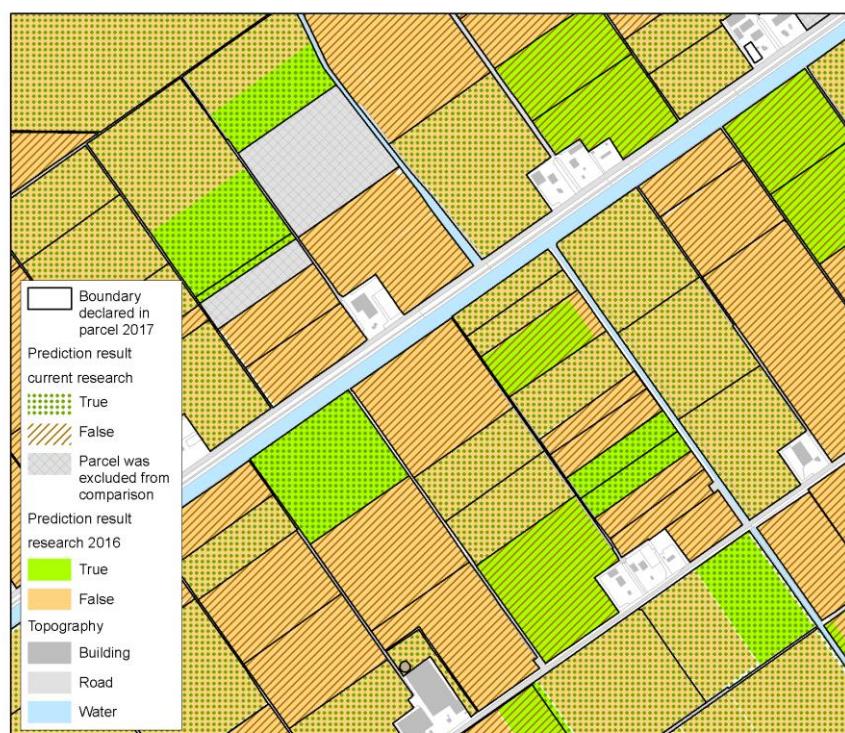 Boundary
declared in
parcel 2017
Prediction result
current research
True
False
Parcel was
excluded from
comparison
Prediction result
research 2016
True
False
Topography
Building
Road
Water